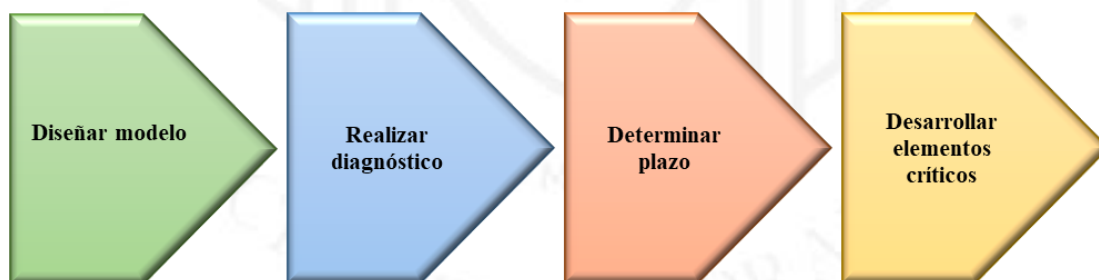 Diseñar modelo
Realizar
diagnóstico
Determinar
plazo
Desarrollar
elementos
críticos